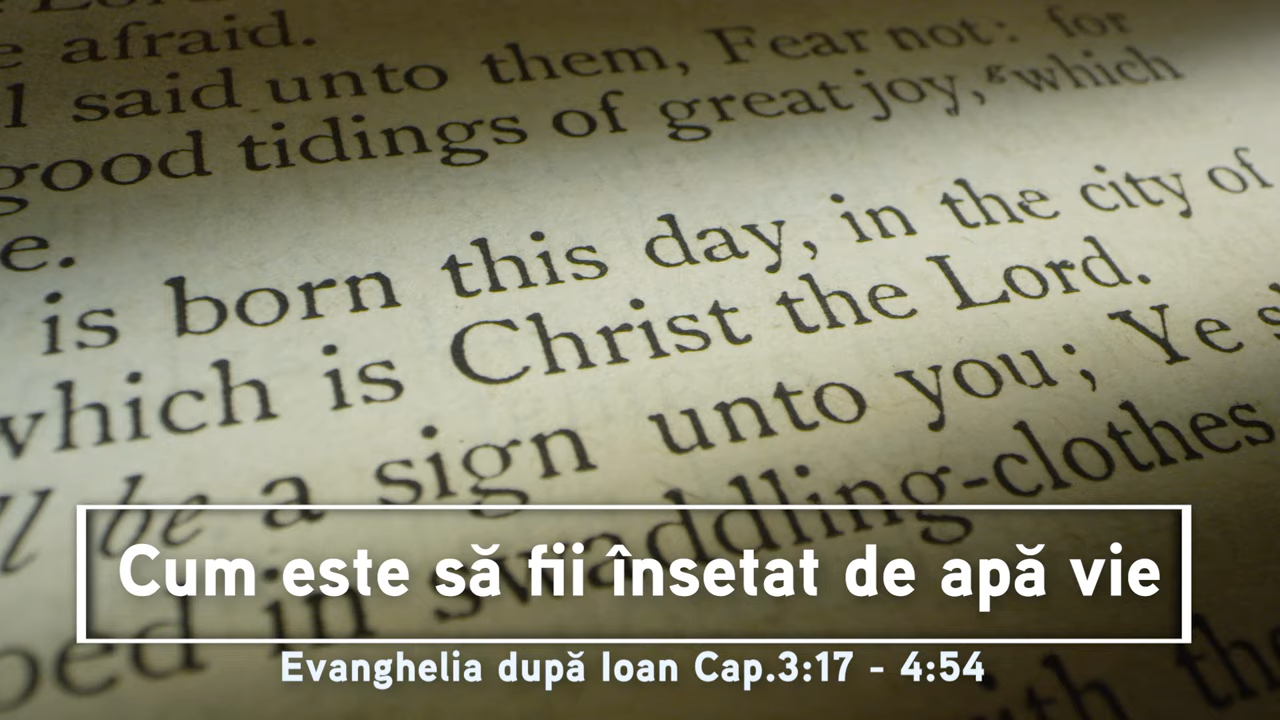 e afraid.
I said unto them, Fear not: for
good tidings of great joy, g which
e.
is born this day, in the city of
which is Christ the Lord.
be a sign unto you; Ye
in swaddling-clothes
Cum este să fii însetat de apă vie
Evanghelia după Ioan Cap.3:17 - 4:54